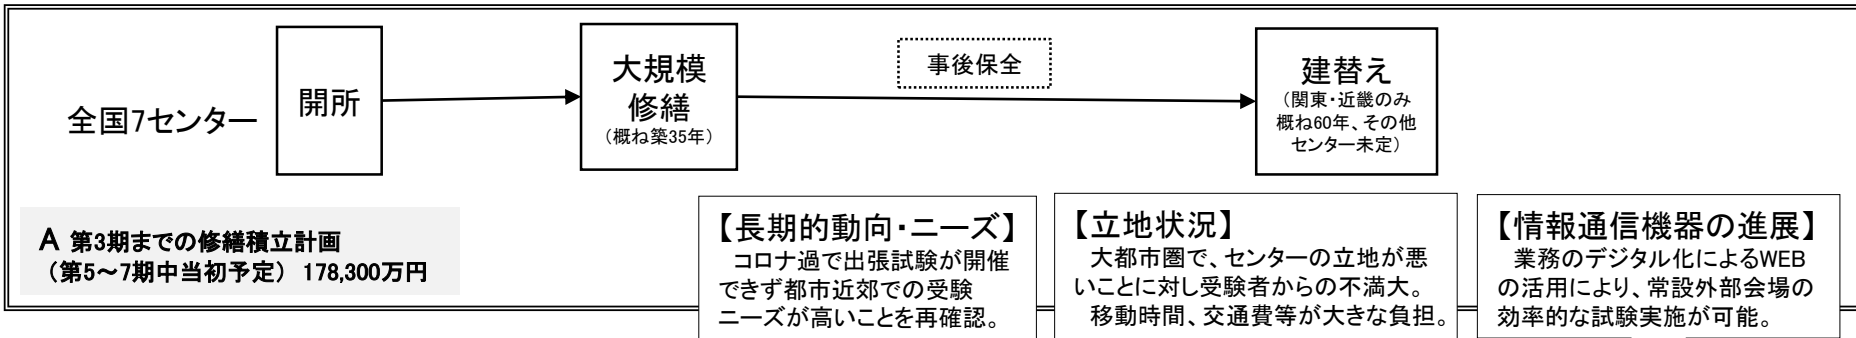 全国7センター
開所
大規模
修繕
（概ね築35年）
事後保全
建替え
（関東・近畿のみ
概ね60年、その他
センター未定）
A 第3期までの修繕積立計画
（第5～7期中当初予定） 178,300万円
【長期的動向・ニーズ】
コロナ過で出張試験が開催
できず都市近郊での受験
ニーズが高いことを再確認。
【立地状況】
大都市圏で、センターの立地が悪
いことに対し受験者からの不満大。
移動時間、交通費等が大きな負担。
【情報通信機器の進展】
業務のデジタル化によるWEB
の活用により、常設外部会場の
効率的な試験実施が可能。